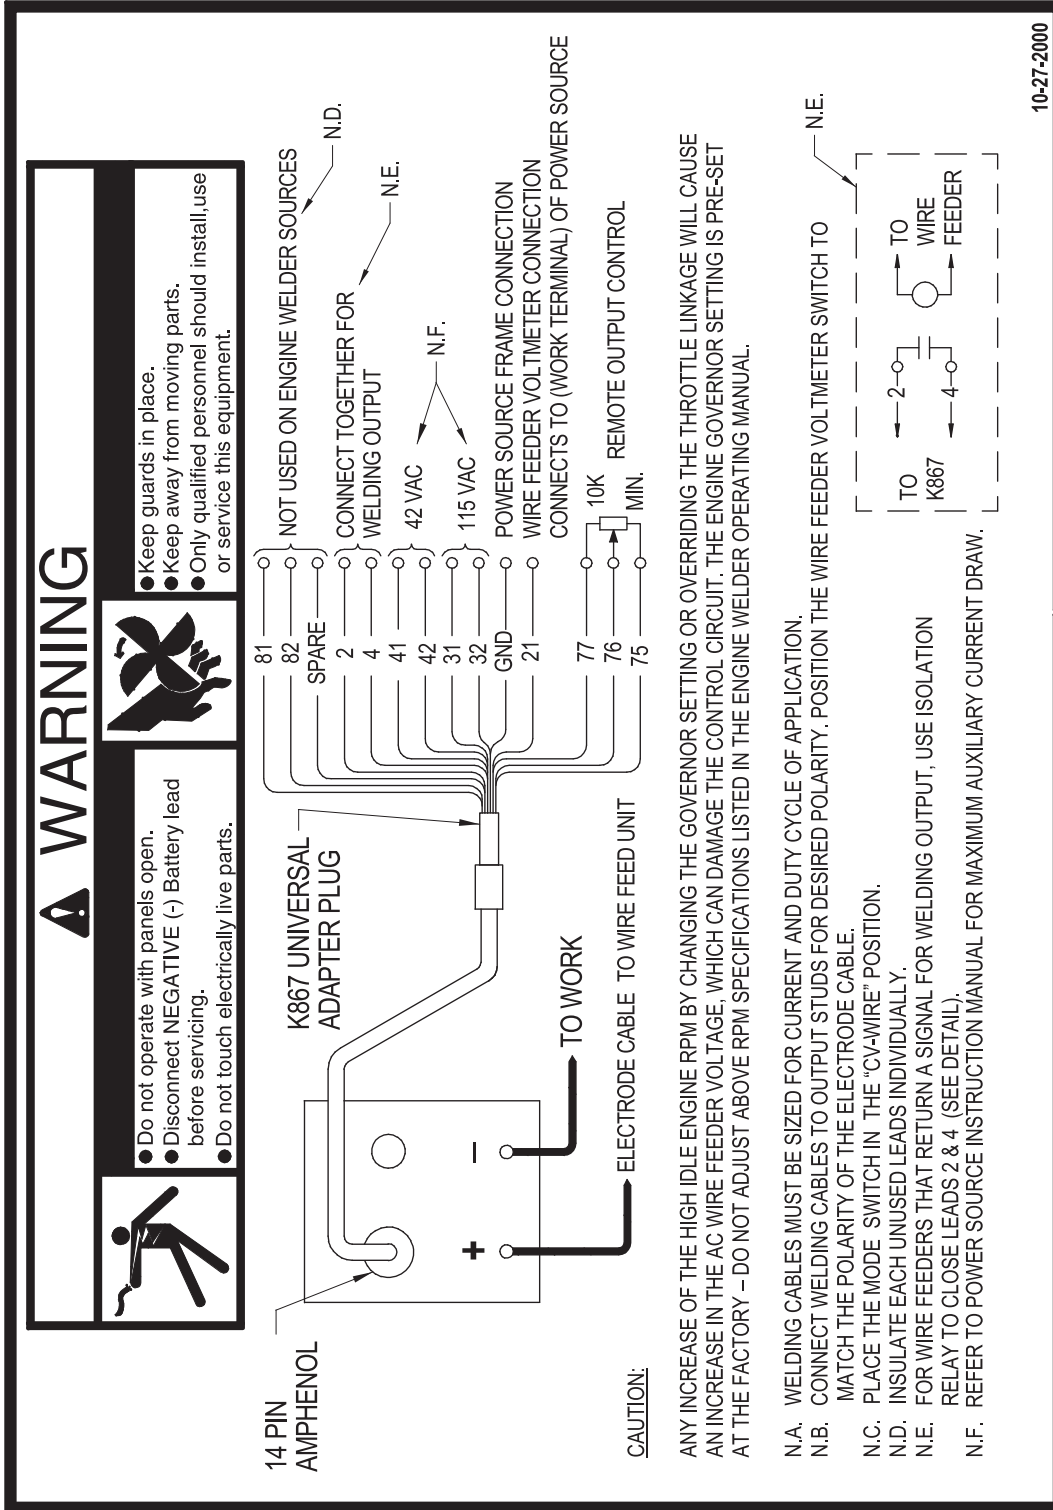 WARNING
● Do not operate with panels open.
● Disconnect NEGATIVE (-) Battery lead
before servicing.
● Do not touch electrically live parts.
● Keep guards in place.
● Keep away from moving parts.
● Only qualified personnel should install,use
or service this equipment.
14 PIN
AMPHENOL
K867 UNIVERSAL
ADAPTER PLUG
81
82
SPARE
2
4
41
42
31
32
GND
21
77
76
75
NOT USED ON ENGINE WELDER SOURCES
N.D.
CONNECT TOGETHER FOR
WELDING OUTPUT
N.E.
42 VAC
115 VAC
N.F.
POWER SOURCE FRAME CONNECTION
WIRE FEEDER VOLTMETER CONNECTION
CONNECTS TO (WORK TERMINAL) OF POWER SOURCE
10K
MIN.
REMOTE OUTPUT CONTROL
+
–
TO WORK
ELECTRODE CABLE TO WIRE FEED UNIT
CAUTION:
ANY INCREASE OF THE HIGH IDLE ENGINE RPM BY CHANGING THE GOVERNOR SETTING OR OVERRIDING THE THROTTLE LINKAGE WILL CAUSE
AN INCREASE IN THE AC WIRE FEEDER VOLTAGE, WHICH CAN DAMAGE THE CONTROL CIRCUIT. THE ENGINE GOVERNOR SETTING IS PRE-SET
AT THE FACTORY – DO NOT ADJUST ABOVE RPM SPECIFICATIONS LISTED IN THE ENGINE WELDER OPERATING MANUAL.
N.A. WELDING CABLES MUST BE SIZED FOR CURRENT AND DUTY CYCLE OF APPLICATION.
N.B. CONNECT WELDING CABLES TO OUTPUT STUDS FOR DESIRED POLARITY. POSITION THE WIRE FEEDER VOLTMETER SWITCH TO
MATCH THE POLARITY OF THE ELECTRODE CABLE.
N.C. PLACE THE MODE SWITCH IN THE "CV-WIRE" POSITION.
N.D. INSULATE EACH UNUSED LEADS INDIVIDUALLY.
N.E. FOR WIRE FEEDERS THAT RETURN A SIGNAL FOR WELDING OUTPUT, USE ISOLATION
RELAY TO CLOSE LEADS 2 & 4 (SEE DETAIL).
N.F. REFER TO POWER SOURCE INSTRUCTION MANUAL FOR MAXIMUM AUXILIARY CURRENT DRAW.
N.E.
TO
K867
2
4
TO
WIRE
FEEDER
10-27-2000